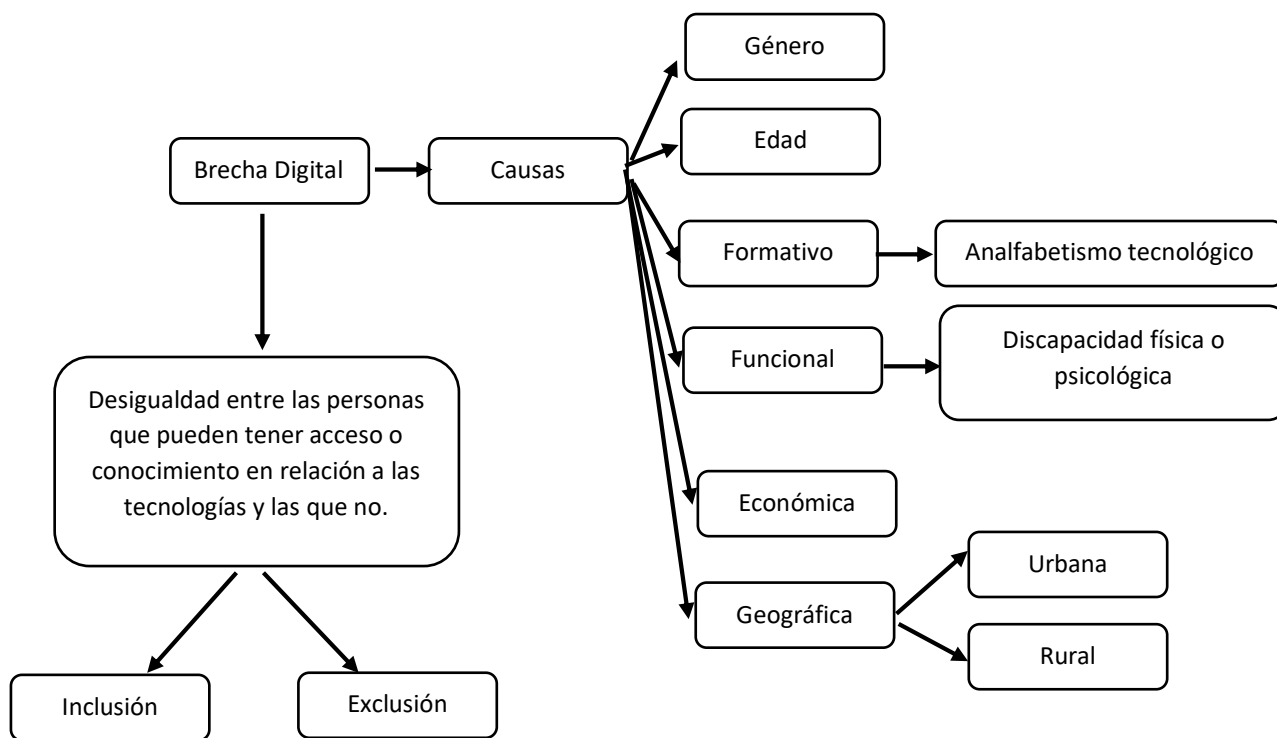 Género
Edad
Brecha Digital
Causas
Formativo
Analfabetismo tecnológico
Funcional
Discapacidad física o
psicológica
Desigualdad entre las personas
que pueden tener acceso o
conocimiento en relación a las
tecnologías y las que no.
Económica
Urbana
Geográfica
Rural
Inclusión
Exclusión